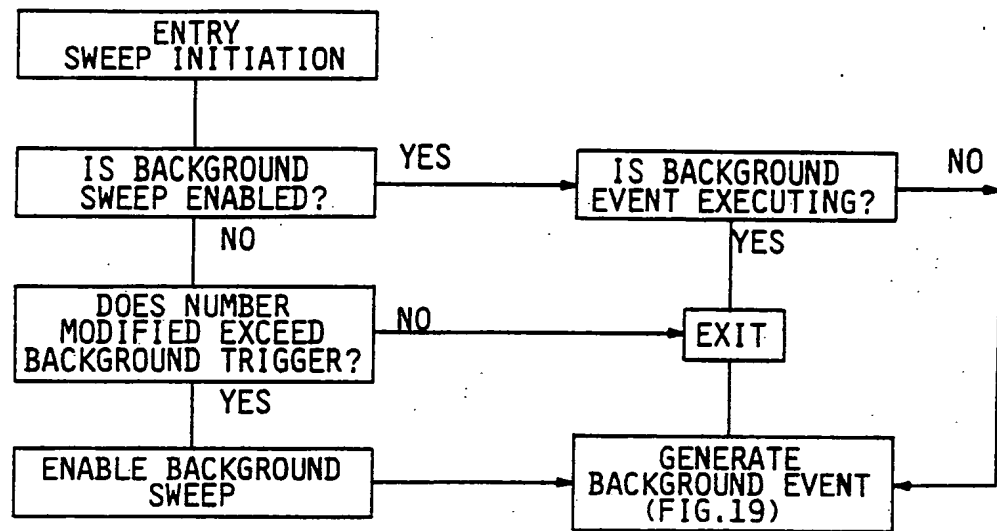 ENTRY
SWEEP INITIATION
IS BACKGROUND
SWEEP ENABLED?
YES
IS BACKGROUND
EVENT EXECUTING?
NO
NO
YES
DOES NUMBER
MODIFIED EXCEED
BACKGROUND TRIGGER?
NO
EXIT
YES
ENABLE BACKGROUND
SWEEP
GENERATE
BACKGROUND EVENT
(FIG.19)